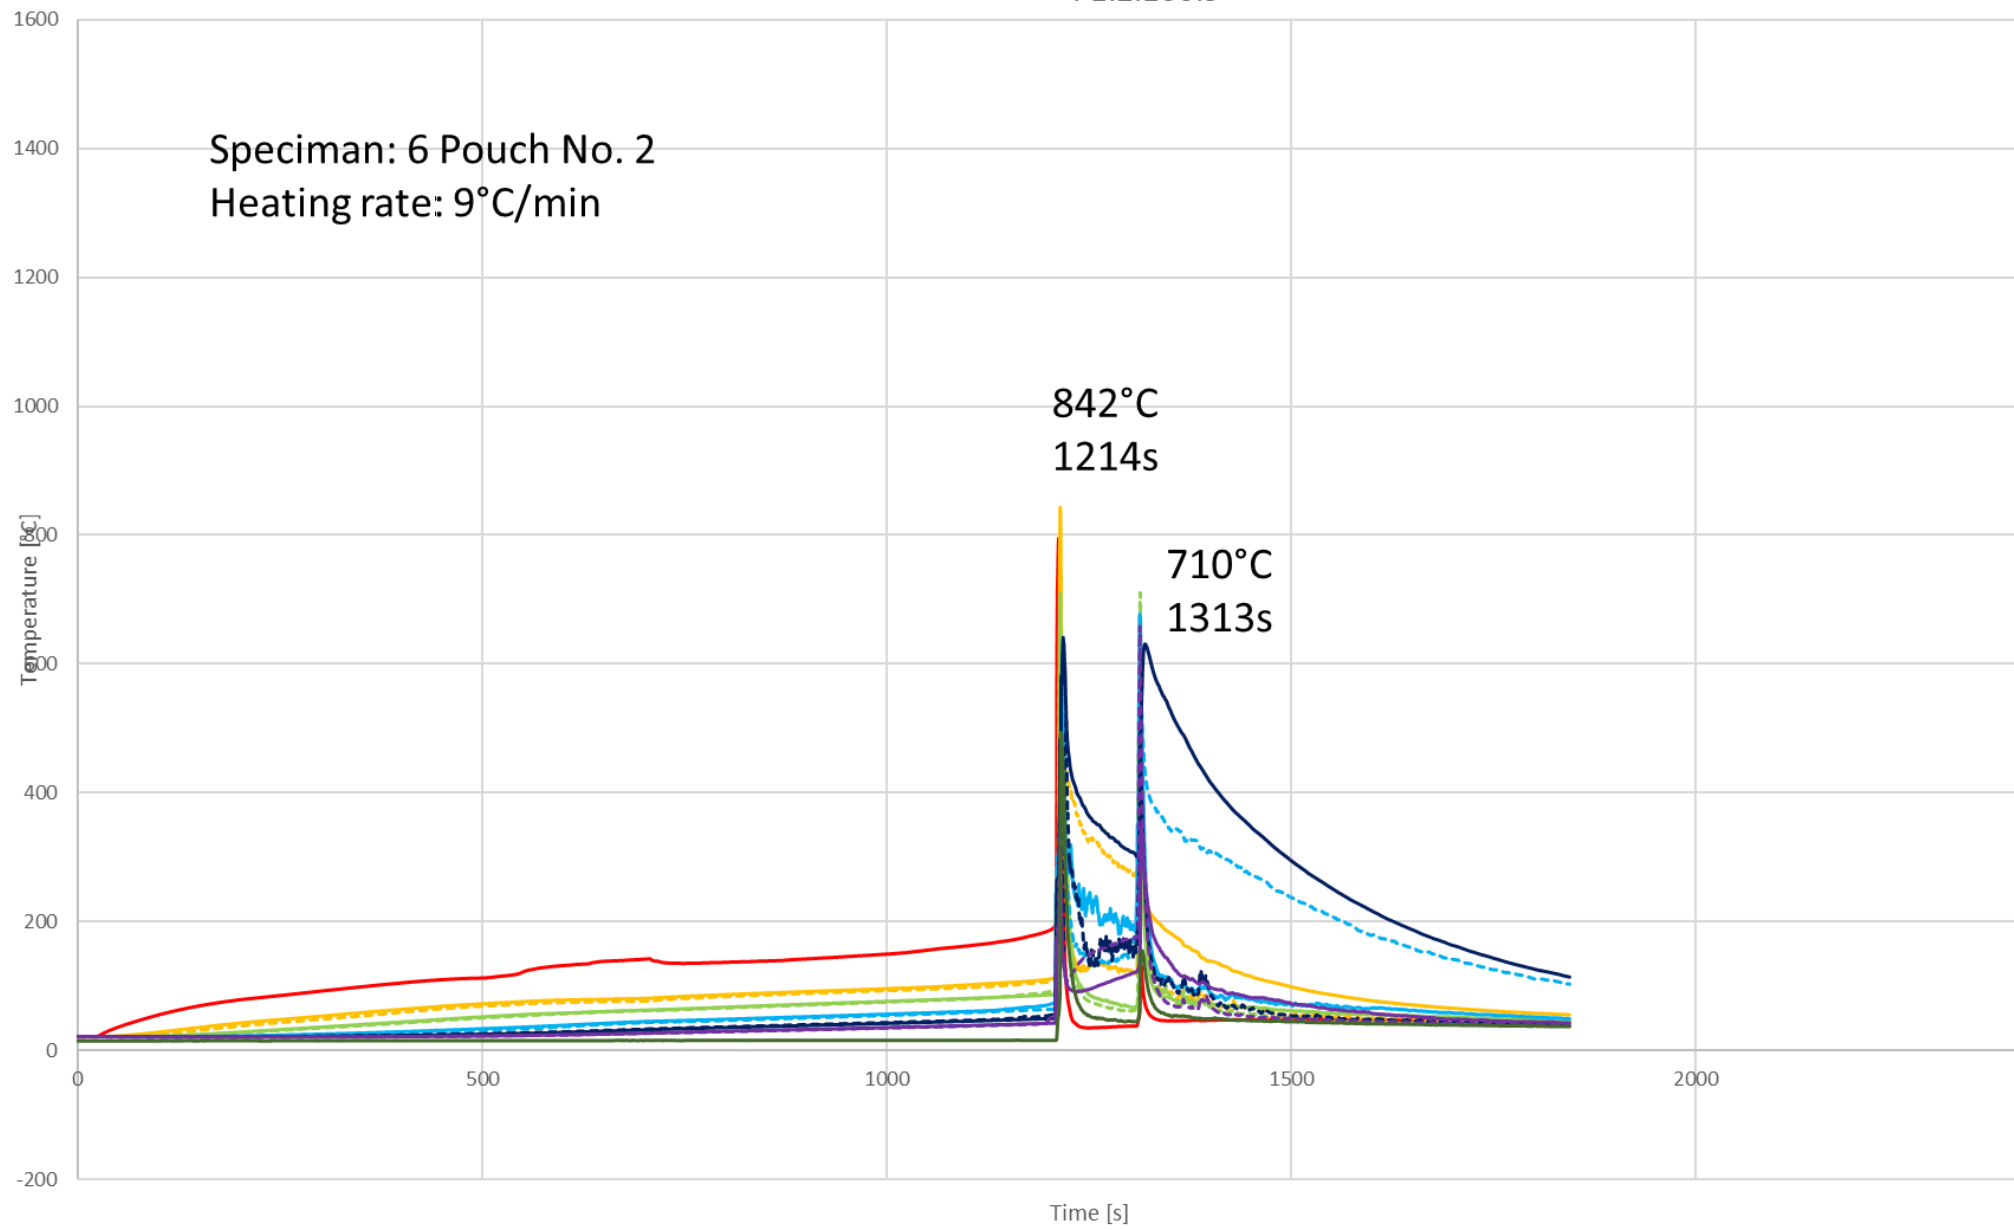 1600
1400
Speciman: 6 Pouch No. 2
Heating rate: 9°C/min
1200
1000
842°C
1214s
800
Temperature [°C]
710°C
1313s
600
400
200
0
0 500 1000 1500 2000
-200
Time [s]